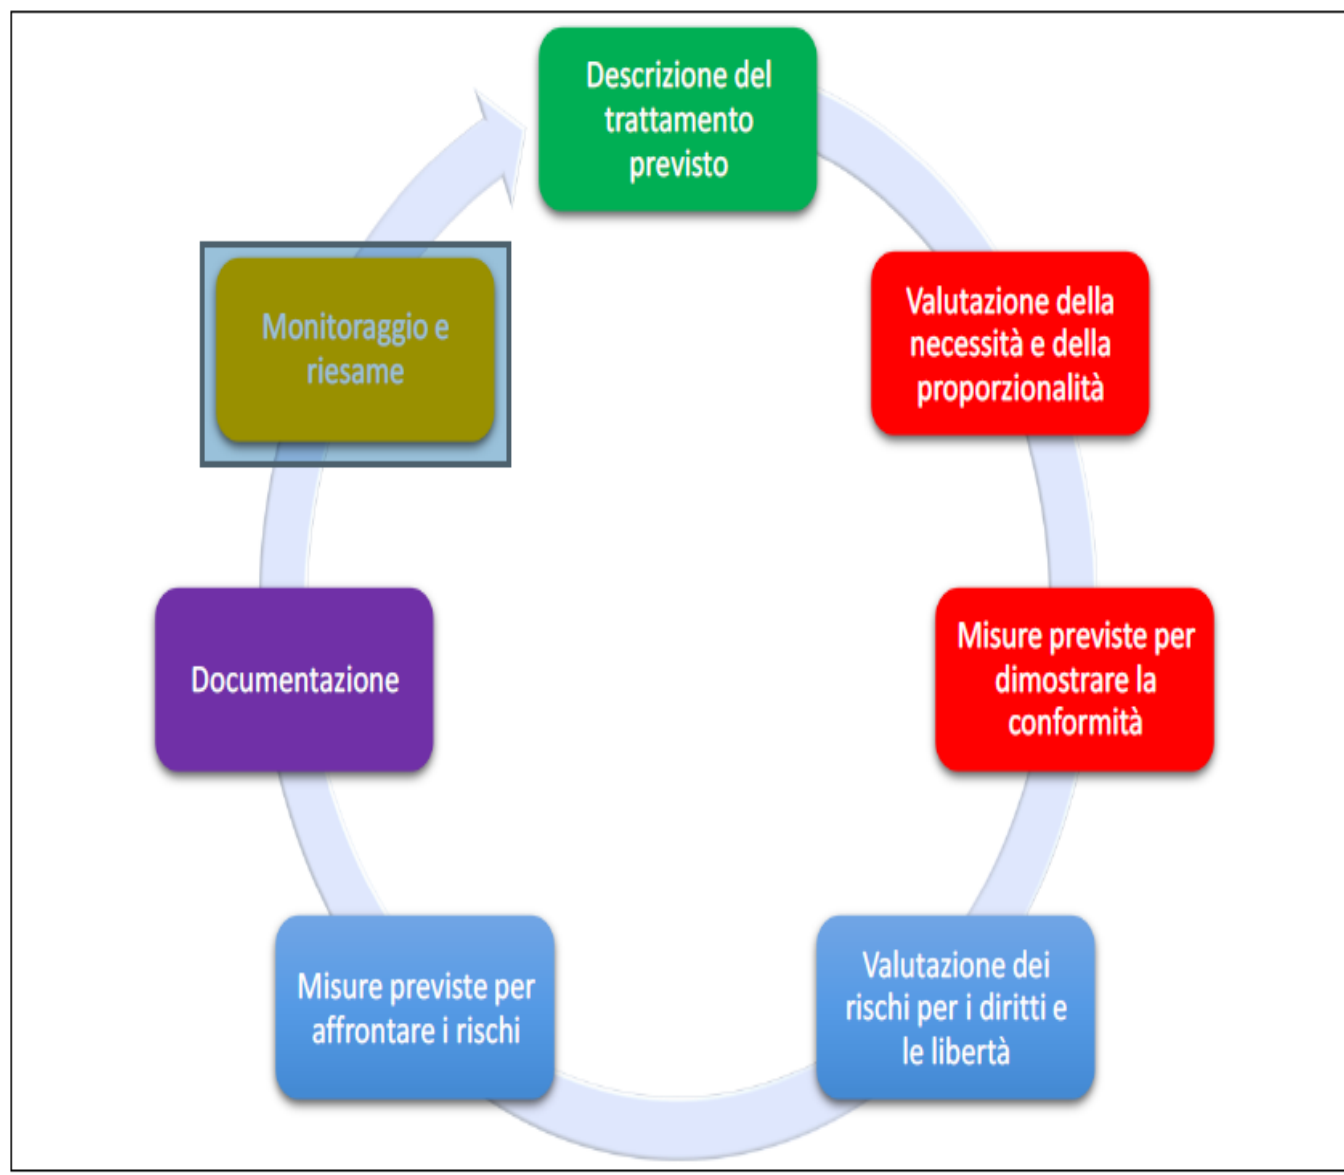 Descrizione del
trattamento
previsto
Valutazione della
necessità e della
proporzionalità
Misure previste per
dimostrare la
conformità
Valutazione dei
rischi per i diritti e
le libertà
Misure previste per
affrontare i rischi
Documentazione
Monitoraggio e
riesame